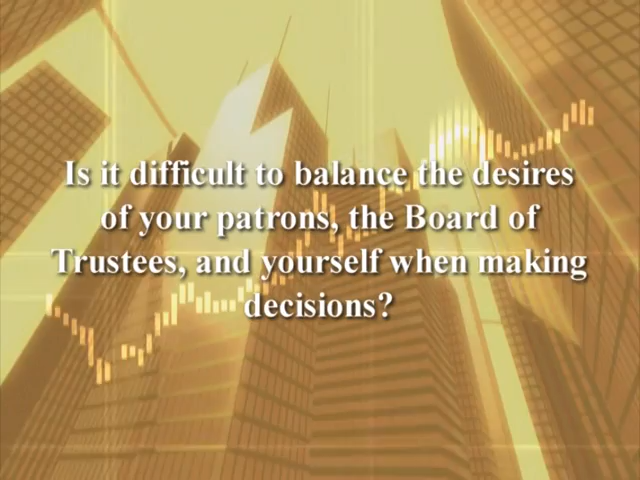 Is it difficult to balance the desires
of your patrons, the Board of
Trustees, and yourself when making
decisions?